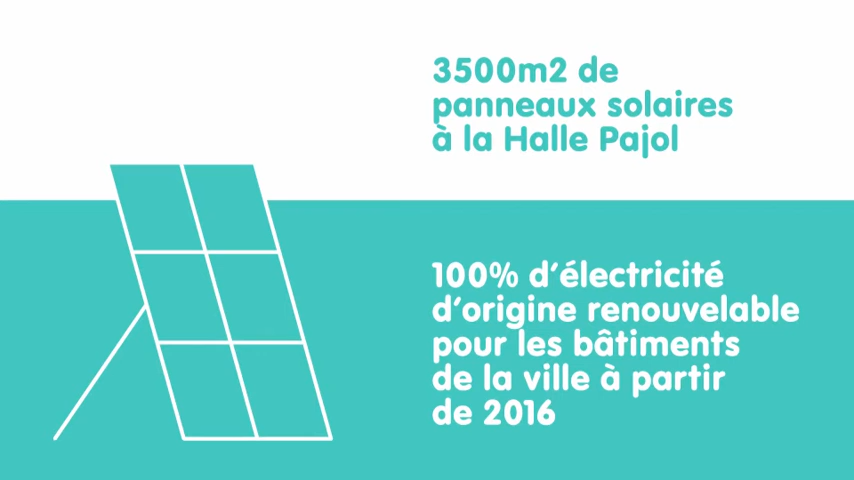 3500m2 de
panneaux solaires
à la Halle Pajol
100% d'électricité
d'origine renouvelable
pour les bâtiments
de la ville à partir
de 2016